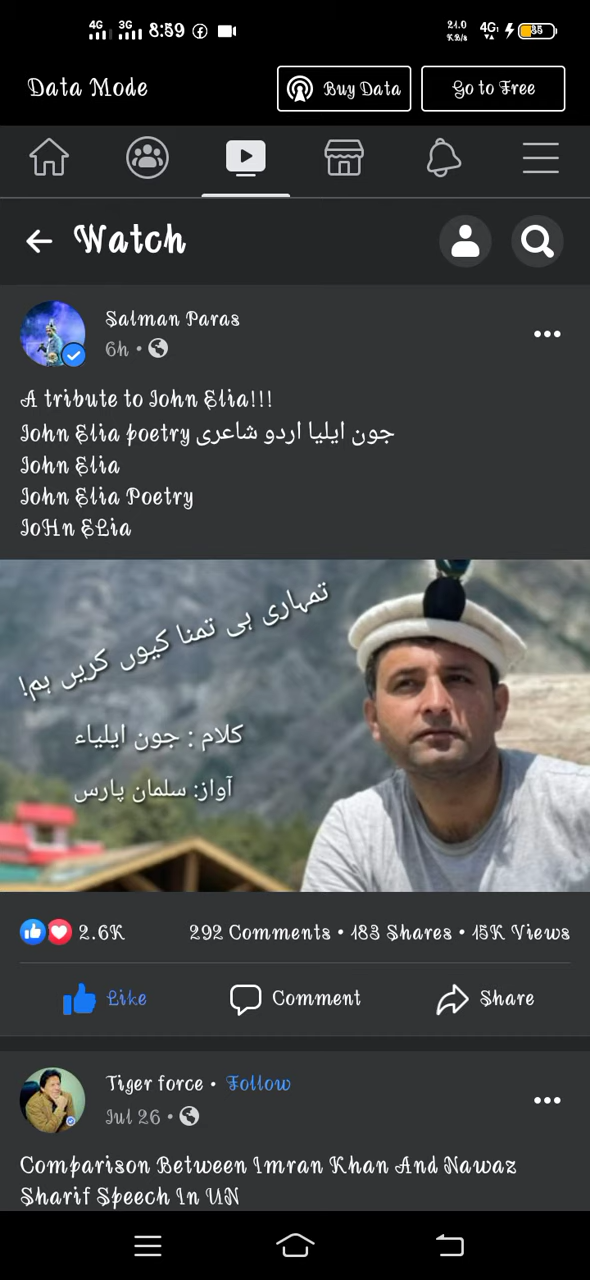 4G 3G 8:59 21.0 KB/s 4G 85
Data Mode Buy Data Go to Free
Watch
Salman Paras
6h •
A tribute to John Elia!!!
John Elia poetry جون ایلیا اردو شاعری
John Elia
John Elia Poetry
JoHn ELia
تمہاری ہی تمنا کیوں کریں ہم!
کلام : جون ایلیاء
آواز: سلمان پارس
2.6K 292 Comments • 183 Shares • 15K Views
Like Comment Share
Tiger force • Follow
Jul 26 •
Comparison Between Imran Khan And Nawaz
Sharif Speech In UN